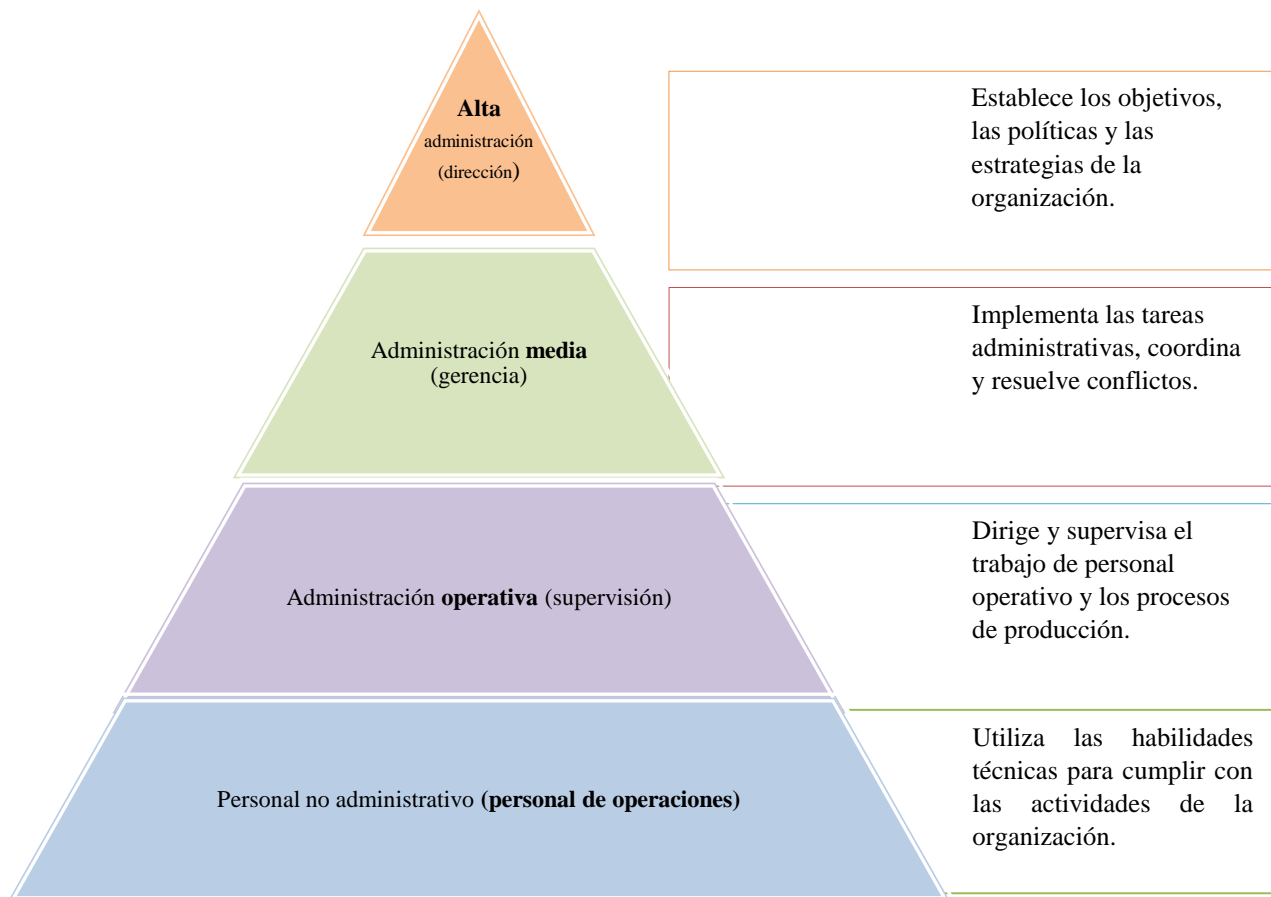 Alta
administración
(dirección)
Establece los objetivos,
las políticas y las
estrategias de la
organización.
Administración media
(gerencia)
Implementa las tareas
administrativas, coordina
y resuelve conflictos.
Administración operativa (supervisión)
Dirige y supervisa el
trabajo de personal
operativo y los procesos
de producción.
Personal no administrativo (personal de operaciones)
Utiliza las habilidades
técnicas para cumplir con
las actividades de la
organización.